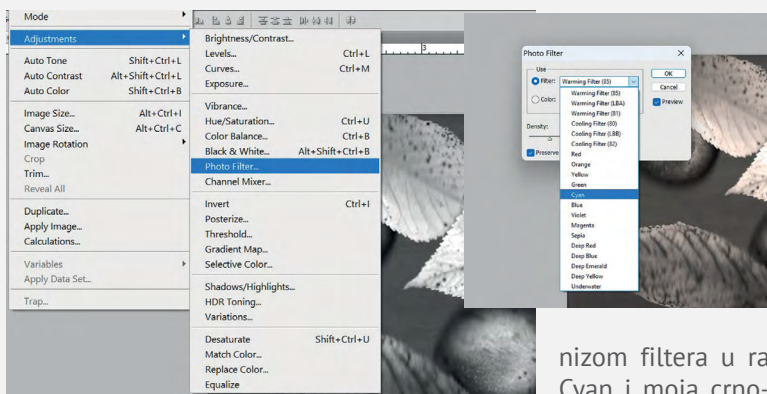 Mode
Adjustments
Auto Tone Shift+Ctrl+L
Auto Contrast Alt+Shift+Ctrl+L
Auto Color Shift+Ctrl+B
Image Size... Alt+Ctrl+I
Canvas Size... Alt+Ctrl+C
Image Rotation
Crop
Trim...
Reveal All
Duplicate...
Apply Image...
Calculations...
Variables
Apply Data Set...
Trap...
Brightness/Contrast...
Levels... Ctrl+L
Curves... Ctrl+M
Exposure...
Vibrance...
Hue/Saturation... Ctrl+U
Color Balance... Ctrl+B
Black & White... Alt+Shift+Ctrl+B
Photo Filter...
Channel Mixer...
Invert Ctrl+I
Posterize...
Threshold...
Gradient Map...
Selective Color...
Shadows/Highlights...
HDR Toning...
Variations...
Desaturate Shift+Ctrl+U
Match Color...
Replace Color...
Equalize
3
Photo Filter
Use
Filter: Warming Filter (85)
Color:
Density:
Preserve
OK
Cancel
Preview
Warming Filter (85)
Warming Filter (LBA)
Warming Filter (81)
Cooling Filter (80)
Cooling Filter (LBB)
Cooling Filter (82)
Red
Orange
Yellow
Green
Cyan
Blue
Violet
Magenta
Sepia
Deep Red
Deep Blue
Deep Emerald
Deep Yellow
Underwater
nizom filtera u ra
Cyan i moja crno-